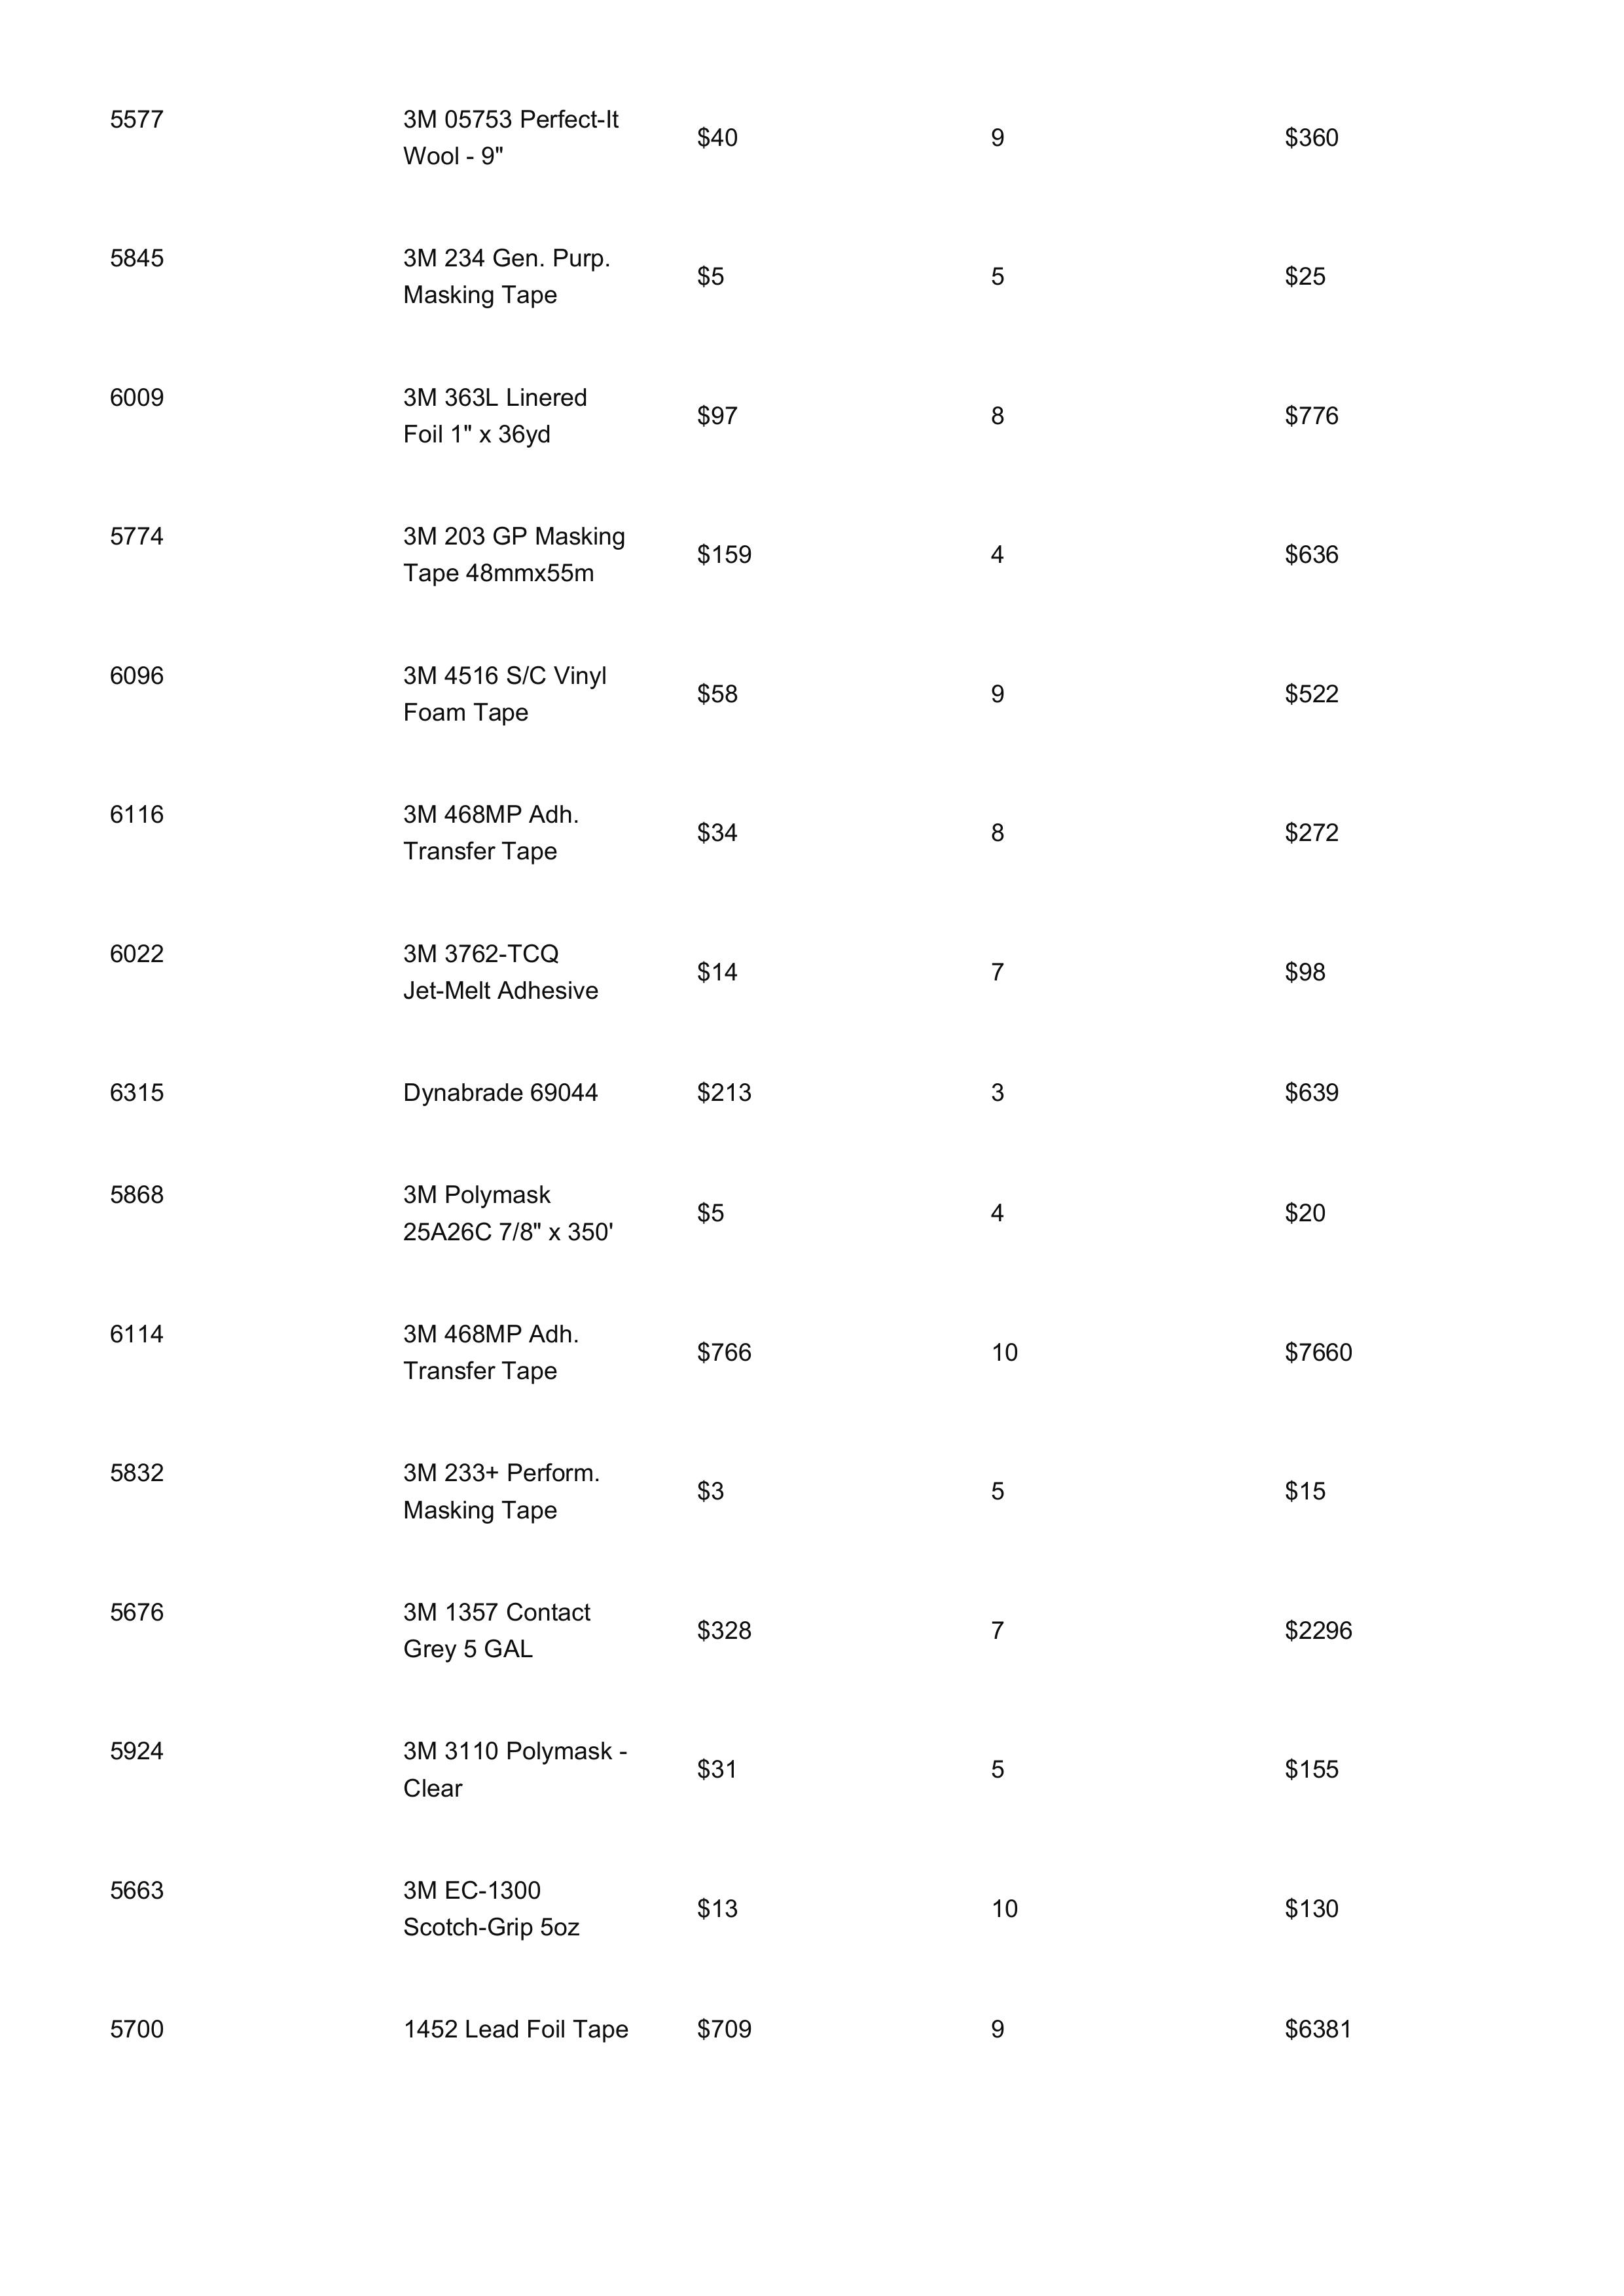 5577 3M 05753 Perfect-It $40 9 $360
Wool - 9"
5845 3M 234 Gen. Purp. $5 5 $25
Masking Tape
6009 3M 363L Linered $97 8 $776
Foil 1" x 36yd
5774 3M 203 GP Masking $159 4 $636
Tape 48mmx55m
6096 3M 4516 S/C Vinyl $58 9 $522
Foam Tape
6116 3M 468MP Adh. $34 8 $272
Transfer Tape
6022 3M 3762-TCQ $14 7 $98
Jet-Melt Adhesive
6315 Dynabrade 69044 $213 3 $639
5868 3M Polymask $5 4 $20
25A26C 7/8" x 350'
6114 3M 468MP Adh. $766 10 $7660
Transfer Tape
5832 3M 233+ Perform. $3 5 $15
Masking Tape
5676 3M 1357 Contact $328 7 $2296
Grey 5 GAL
5924 3M 3110 Polymask - $31 5 $155
Clear
5663 3M EC-1300 $13 10 $130
Scotch-Grip 5oz
5700 1452 Lead Foil Tape $709 9 $6381